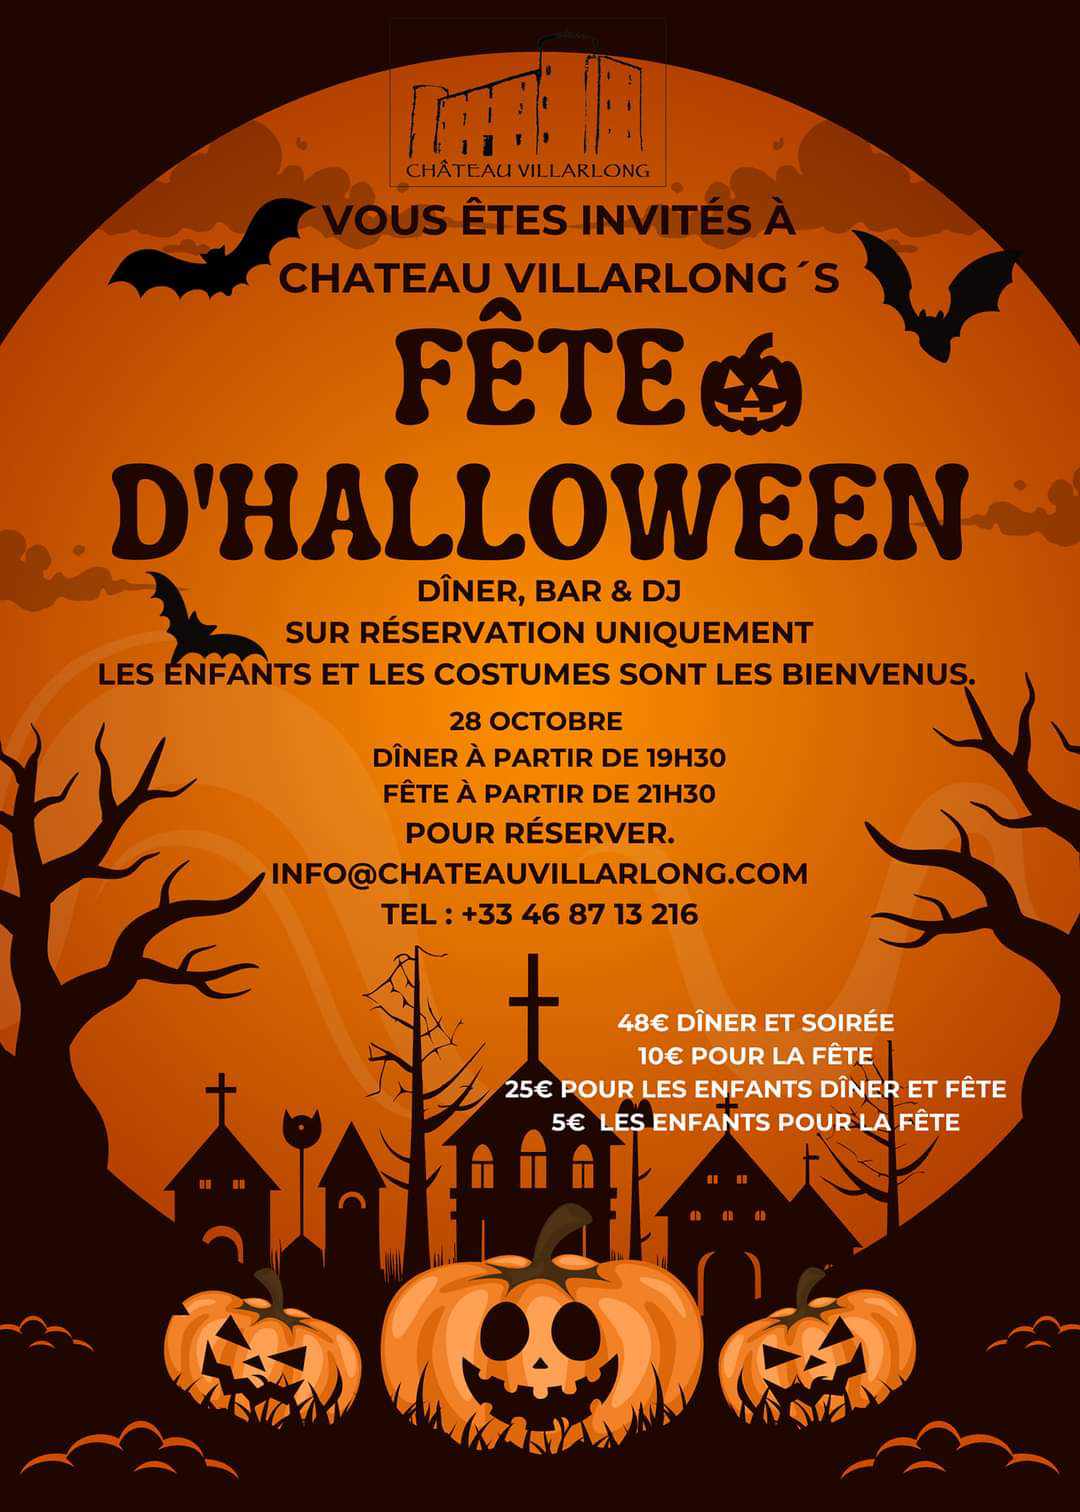 CHÂTEAU VILLARLONG
VOUS ÊTES INVITÉS À
CHATEAU VILLARLONG´S
FÊTE
D'HALLOWEEN
DÎNER, BAR & DJ
SUR RÉSERVATION UNIQUEMENT
LES ENFANTS ET LES COSTUMES SONT LES BIENVENUS.
28 OCTOBRE
DÎNER À PARTIR DE 19H30
FÊTE À PARTIR DE 21H30
POUR RÉSERVER.
INFO@CHATEAUVILLARLONG.COM
TEL : +33 46 87 13 216
48€ DÎNER ET SOIRÉE
10€ POUR LA FÊTE
25€ POUR LES ENFANTS DÎNER ET FÊTE
5€ LES ENFANTS POUR LA FÊTE